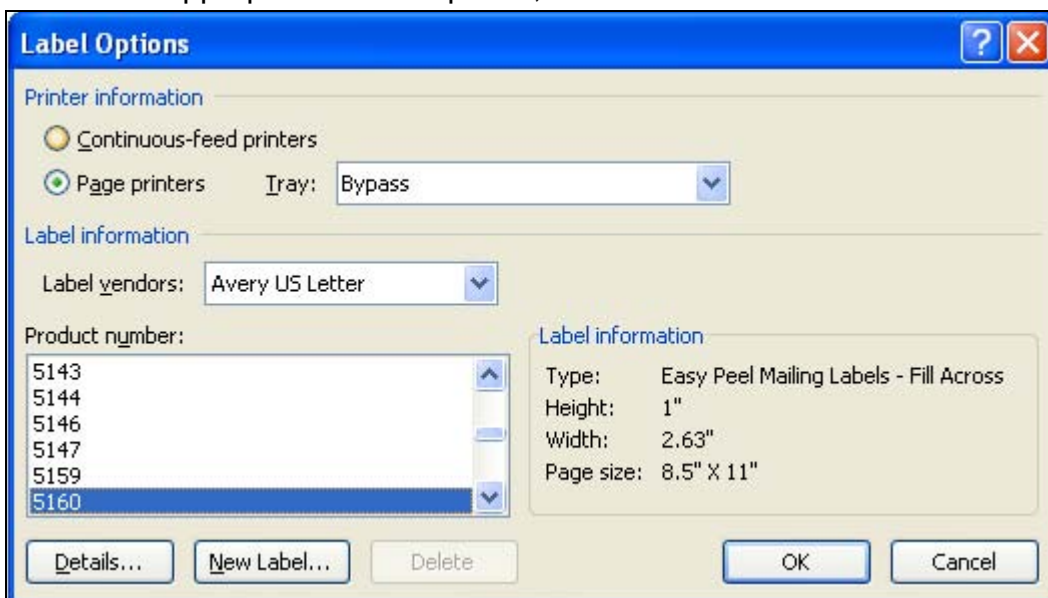 Label Options
Printer information
Continuous-feed printers
Page printers Tray: Bypass
Label information
Label vendors: Avery US Letter
Product number:
5143
5144
5146
5147
5159
5160
Label information
Type: Easy Peel Mailing Labels - Fill Across
Height: 1"
Width: 2.63"
Page size: 8.5" X 11"
Details... New Label... Delete OK Cancel